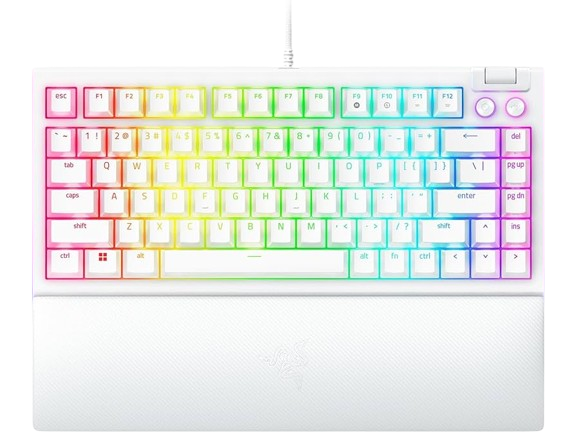 esc F1 F2 F3 F4 F5 F6 F7 F8 F9 F10 F11 F12
` ~ 1 ! 2 @ 3 # 4 $ 5 % 6 ^ 7 & 8 * 9 ( 0 ) - _ = + ← del
tab Q W E R T Y U I O P [ { ] } \ | pg up
caps A S D F G H J K L ; : ' " enter pg dn
shift Z X C V B N M , < . > / ? shift ^ ins
ctrl alt alt fn ctrl < v >